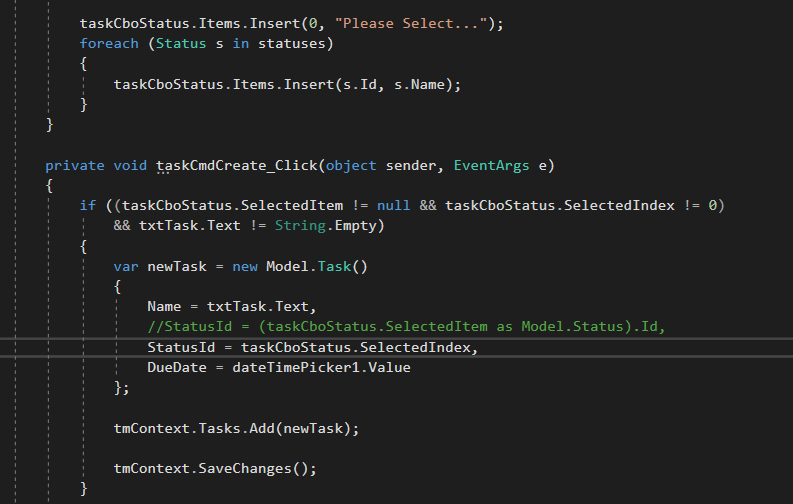 taskCboStatus.Items.Insert(0, "Please Select...");
foreach (Status s in statuses)
{
taskCboStatus.Items.Insert(s.Id, s.Name);
}
}
private void taskCmdCreate_Click(object sender, EventArgs e)
{
if ((taskCboStatus.SelectedItem != null && taskCboStatus.SelectedIndex != 0)
&& txtTask.Text != String.Empty)
{
var newTask = new Model.Task()
{
Name = txtTask.Text,
//StatusId = (taskCboStatus.SelectedItem as Model.Status).Id,
StatusId = taskCboStatus.SelectedIndex,
DueDate = dateTimePicker1.Value
};
tmContext.Tasks.Add(newTask);
tmContext.SaveChanges();
}